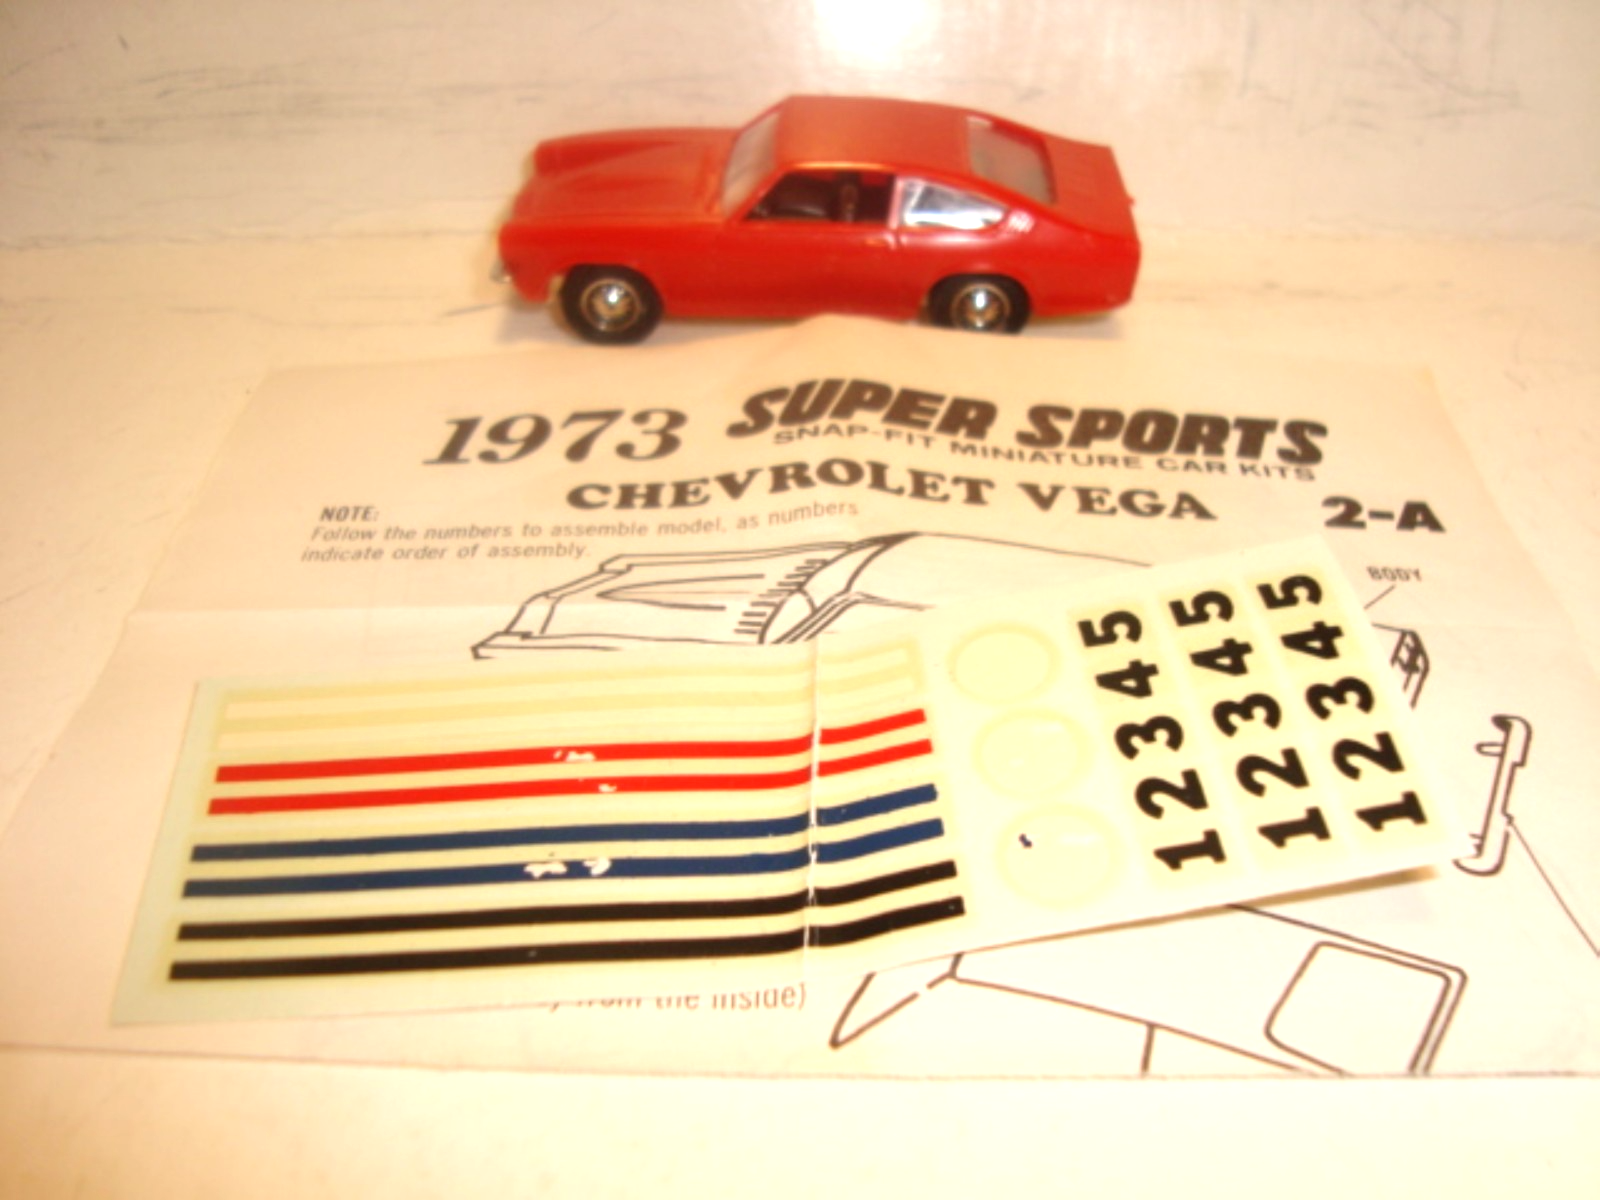 1973 SUPER SPORTS
SNAP-FIT MINIATURE CAR KITS
CHEVROLET VEGA
2-A
NOTE:
Follow the numbers to assemble model, as numbers
indicate order of assembly.
BODY
1 2 3 4 5
1 2 3 4 5
1 2 3 4 5
from the inside)